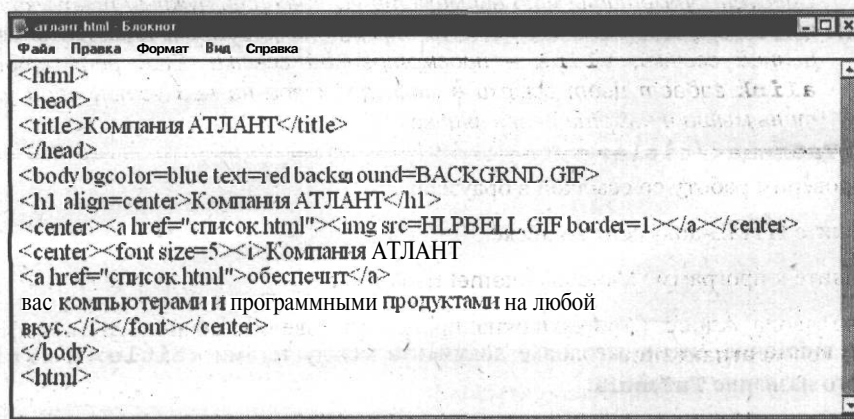 атлант.html - Блокнот
Файл Правка Формат Вид Справка
<html>
<head>
<title>Компания АТЛАНТ</title>
</head>
<body bgcolor=blue text=red background=BACKGRND.GIF>
<h1 align=center>Компания АТЛАНТ</h1>
<center><a href="список.html"><img src=HLPBELL.GIF border=1></a></center>
<center><font size=5><i>Компания АТЛАНТ
<a href="список.html">обеспечит</a>
вас компьютерами и программными продуктами на любой
вкус.</i></font></center>
</body>
<html>